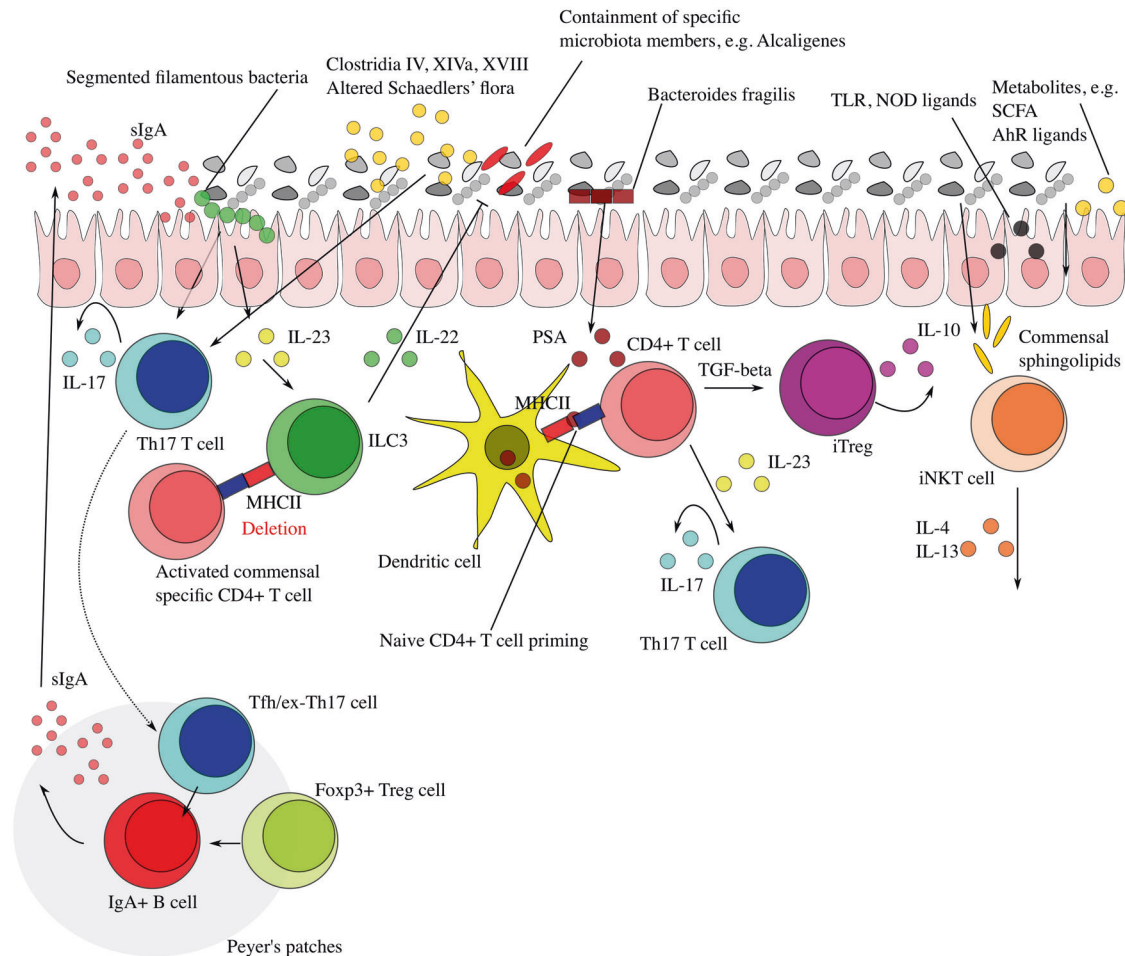 Containment of specific
microbiota members, e.g. Alcaligenes
Segmented filamentous bacteria
Clostridia IV, XIVa, XVIII
Altered Schaedlers' flora
Bacteroides fragilis
TLR, NOD ligands
Metabolites, e.g.
SCFA
AhR ligands
sIgA
IL-17
Th17 T cell
IL-23
IL-22
ILC3
MHCII
Deletion
Activated commensal
specific CD4+ T cell
PSA
CD4+ T cell
MHCII
TGF-beta
Dendritic cell
Naive CD4+ T cell priming
IL-23
IL-17
Th17 T cell
iTreg
IL-10
Commensal
sphingolipids
iNKT cell
IL-4
IL-13
sIgA
Tfh/ex-Th17 cell
Foxp3+ Treg cell
IgA+ B cell
Peyer's patches